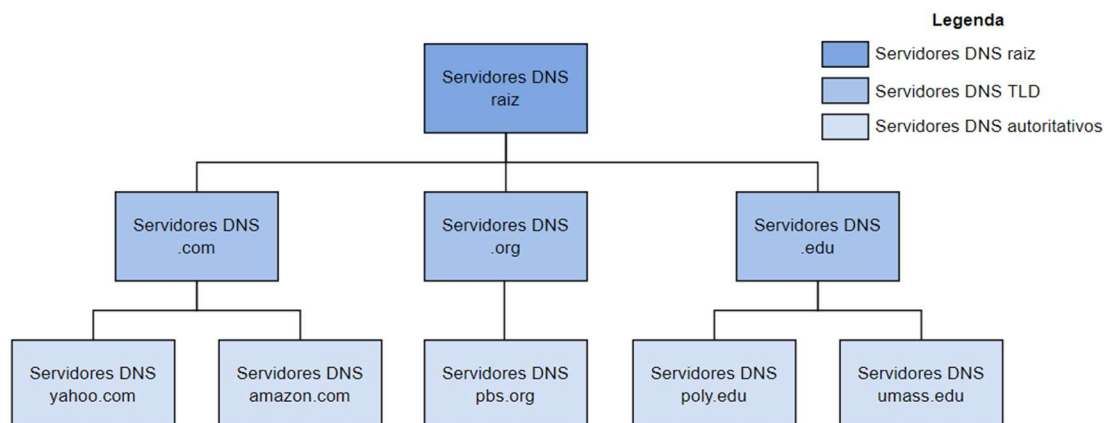 Legenda
Servidores DNS raiz
Servidores DNS TLD
Servidores DNS autoritativos
Servidores DNS
raiz
Servidores DNS
.com
Servidores DNS
.org
Servidores DNS
.edu
Servidores DNS
yahoo.com
Servidores DNS
amazon.com
Servidores DNS
pbs.org
Servidores DNS
poly.edu
Servidores DNS
umass.edu